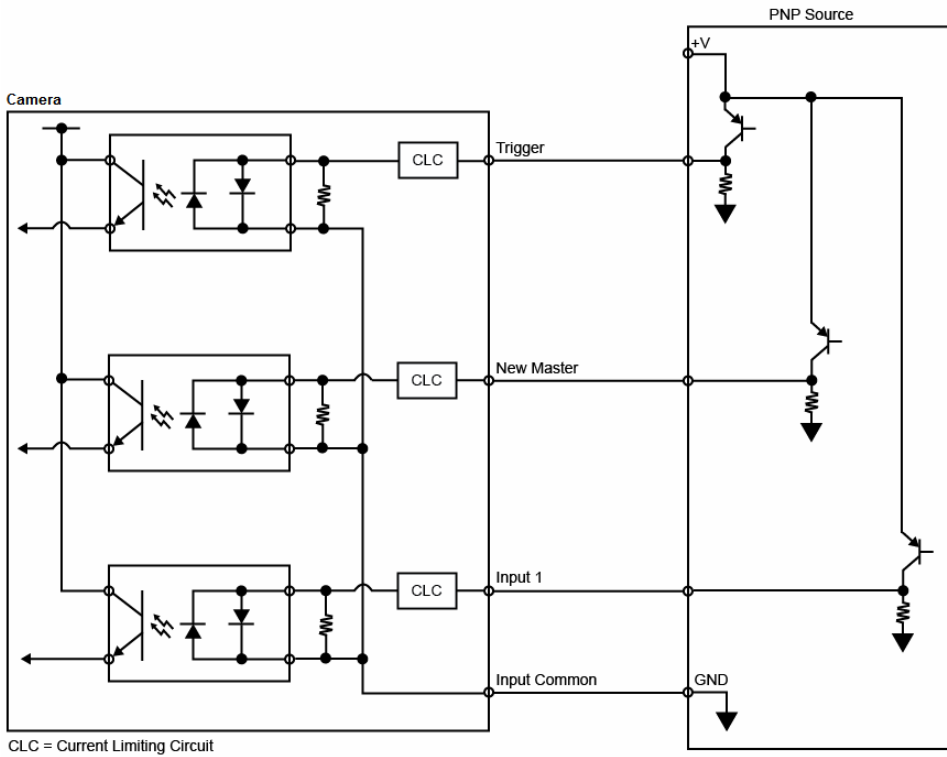 PNP Source
+V
Camera
CLC
Trigger
CLC
New Master
CLC
Input 1
Input Common
GND
CLC = Current Limiting Circuit